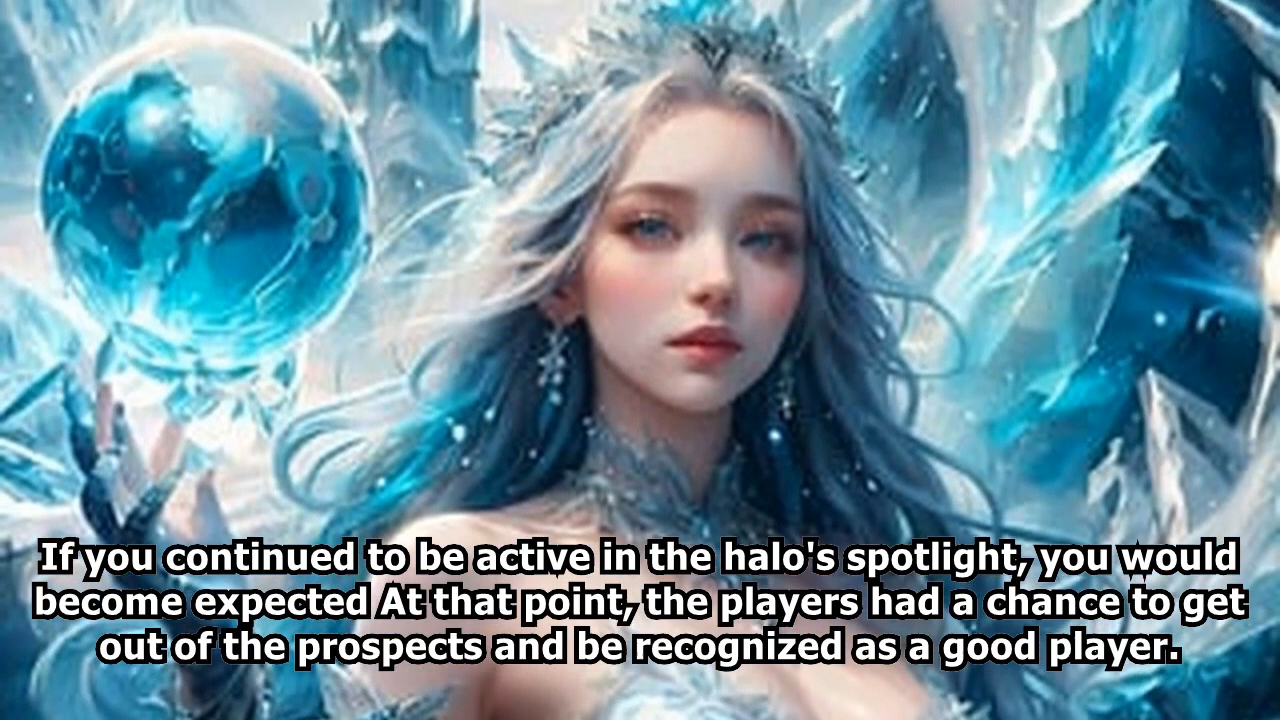 If you continued to be active in the halo's spotlight, you would
become expected At that point, the players had a chance to get
out of the prospects and be recognized as a good player.